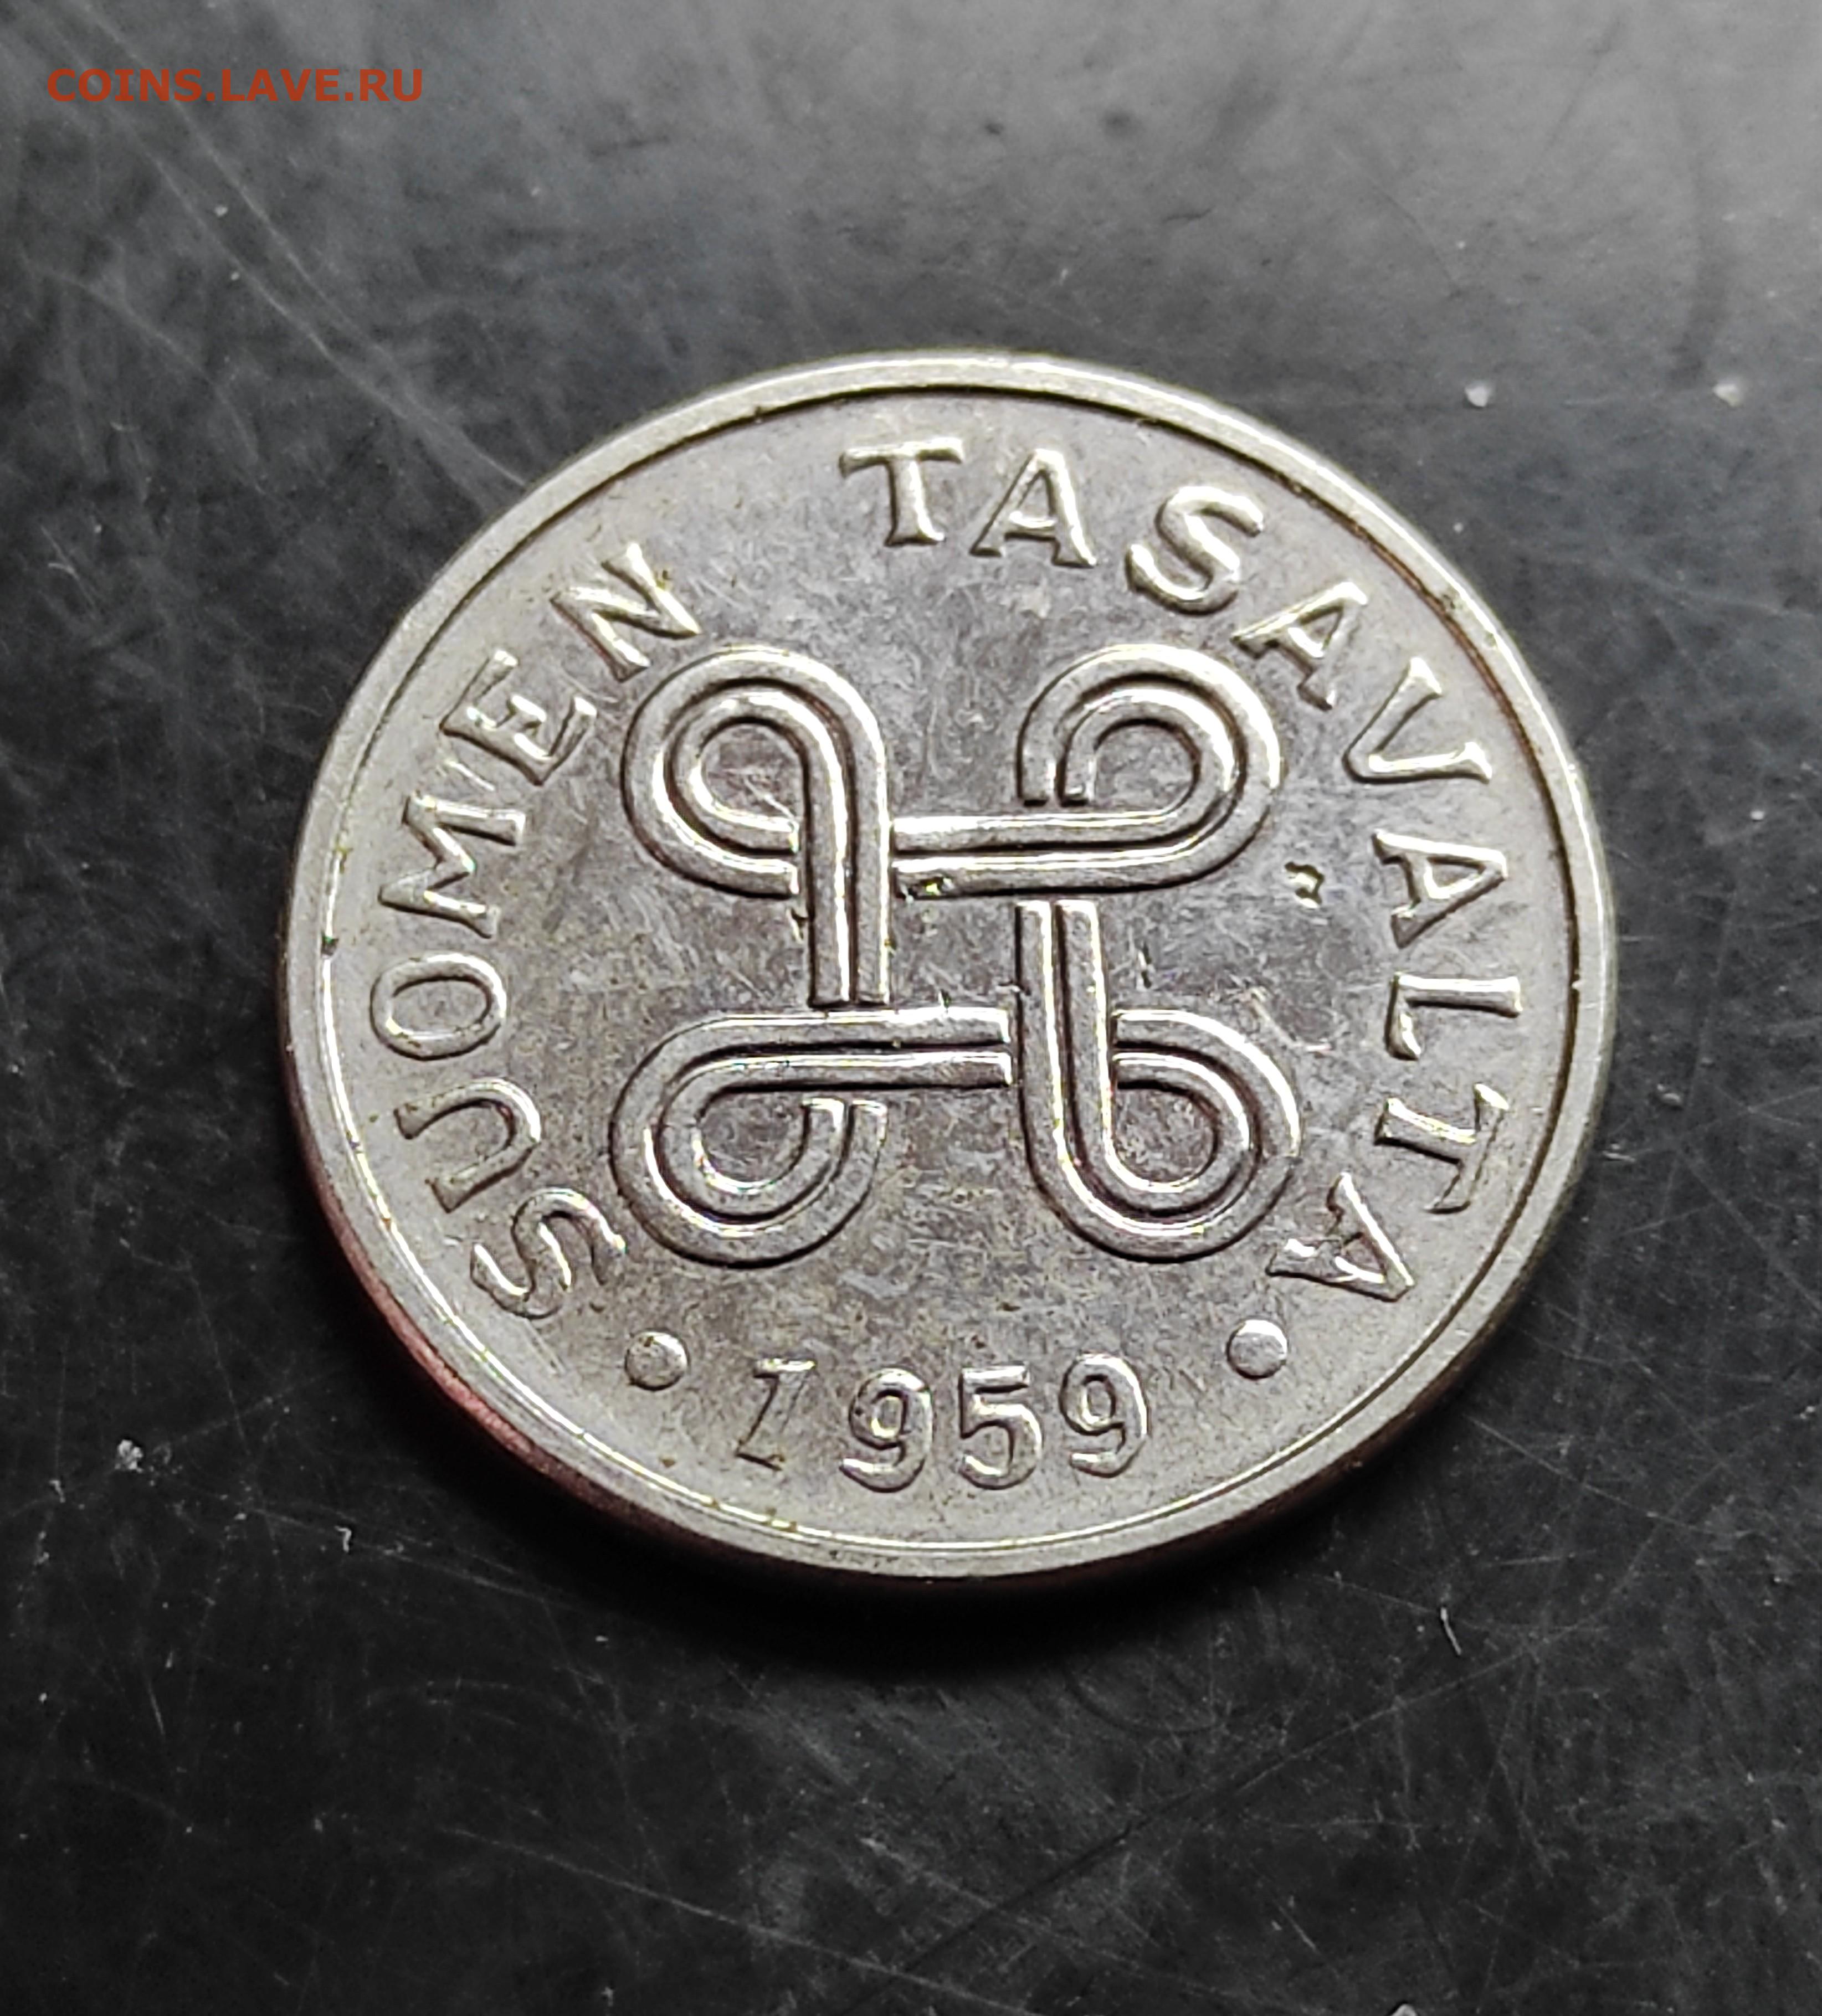 COINS.LAVE.RU
SUOMEN TASAVALTA
• 1959 •